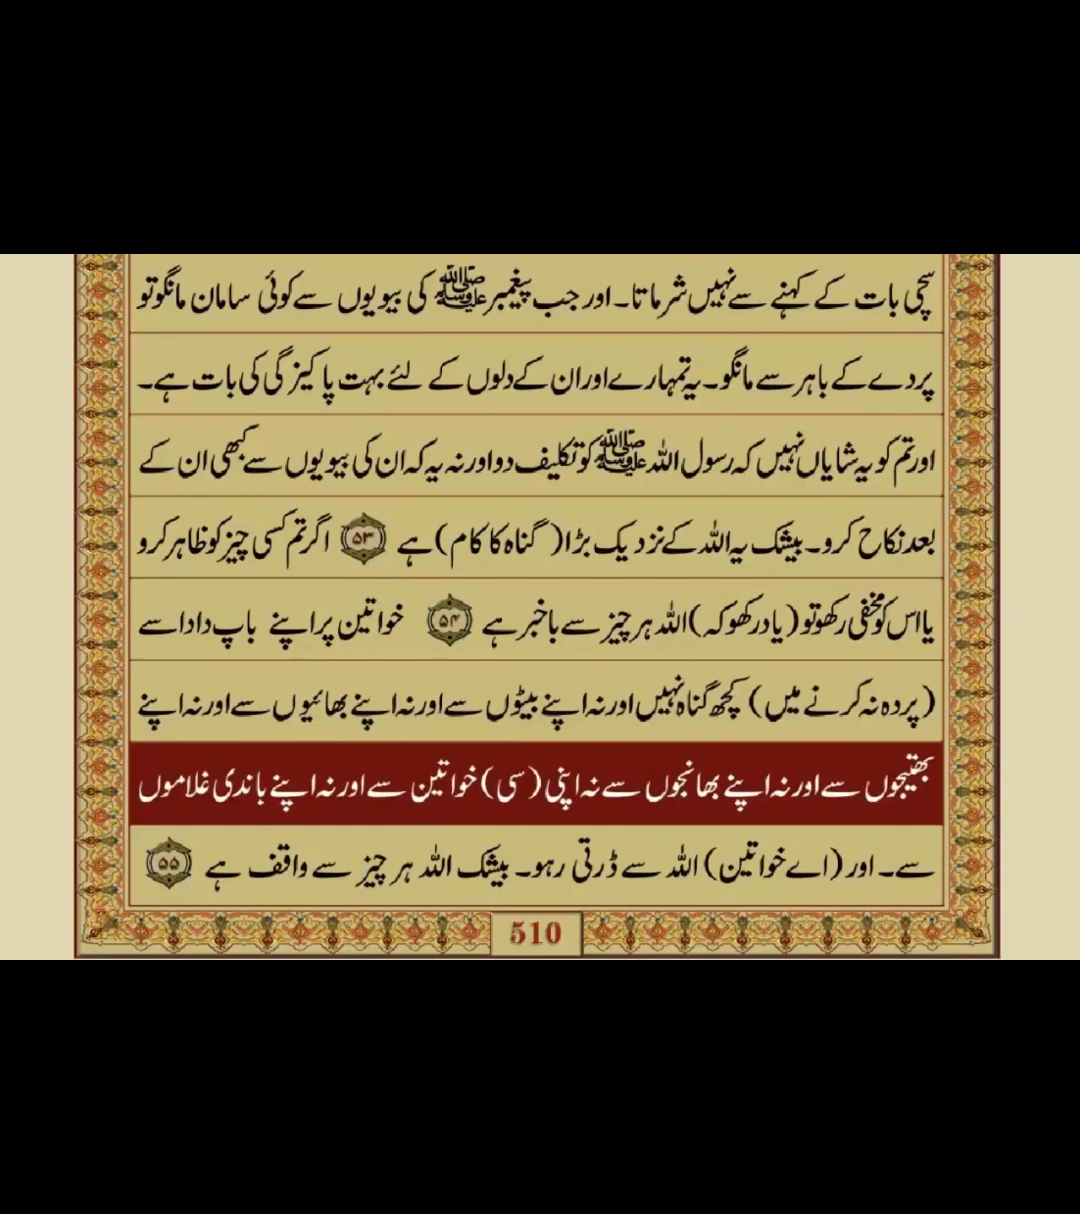 سچی بات کے کہنے سے نہیں شرماتا۔ اور جب پیغمبرﷺ کی بیویوں سے کوئی سامان مانگو تو
پردے کے باہر سے مانگو۔ یہ تمہارے اور ان کے دلوں کے لئے بہت پاکیزگی کی بات ہے۔
اور تم کو یہ شایاں نہیں کہ رسول اللہﷺ کو تکلیف دو اور نہ یہ کہ ان کی بیویوں سے کبھی ان کے
بعد نکاح کرو۔ بیشک یہ اللہ کے نزدیک بڑا (گناہ کا کام) ہے ۵۳ اگر تم کسی چیز کو ظاہر کرو
یا اس کو مخفی رکھو تو (یاد رکھو کہ) اللہ ہر چیز سے باخبر ہے ۵۴ خواتین پر اپنے باپ دادا سے
(پردہ نہ کرنے میں) کچھ گناہ نہیں اور نہ اپنے بیٹوں سے اور نہ اپنے بھائیوں سے اور نہ اپنے
بھتیجوں سے اور نہ اپنے بھانجوں سے نہ اپنی (سی) خواتین سے اور نہ اپنے باندی غلاموں
سے۔ اور (اے خواتین) اللہ سے ڈرتی رہو۔ بیشک اللہ ہر چیز سے واقف ہے ۵۵
510